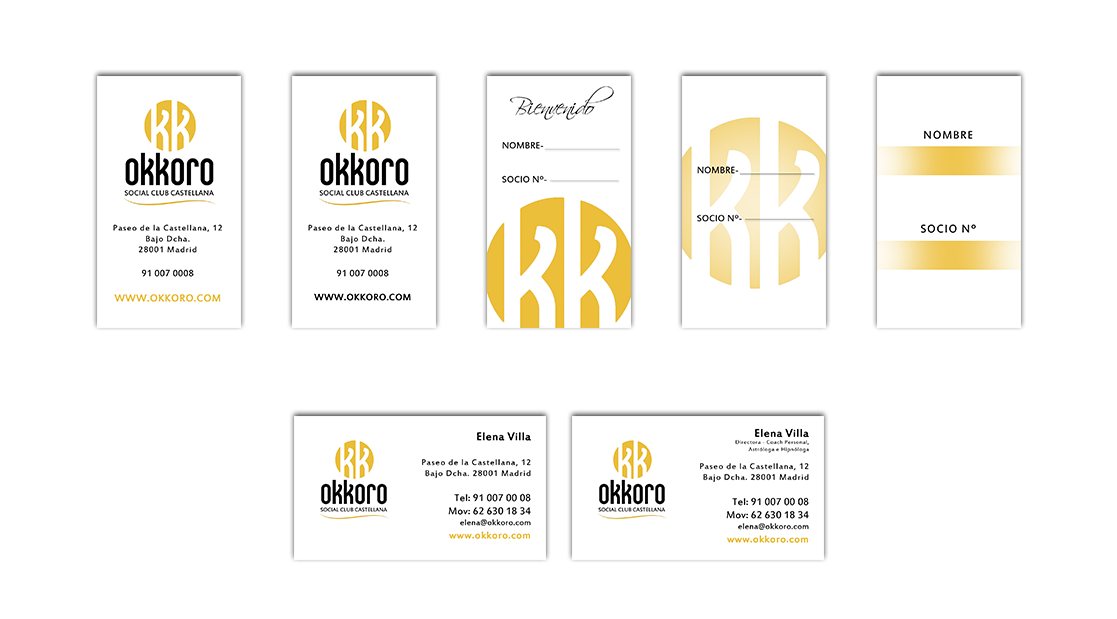 KK
okkoro
SOCIAL CLUB CASTELLANA
Paseo de la Castellana, 12
Bajo Dcha.
28001 Madrid
91 007 0008
WWW.OKKORO.COM
KK
okkoro
SOCIAL CLUB CASTELLANA
Paseo de la Castellana, 12
Bajo Dcha.
28001 Madrid
91 007 0008
WWW.OKKORO.COM
Bienvenido
NOMBRE-
SOCIO Nº-
KK
NOMBRE-
SOCIO Nº-
KK
NOMBRE
SOCIO Nº
KK
okkoro
SOCIAL CLUB CASTELLANA
Elena Villa
Paseo de la Castellana, 12
Bajo Dcha. 28001 Madrid
Tel: 91 007 00 08
Mov: 62 630 18 34
elena@okkoro.com
www.okkoro.com
KK
okkoro
SOCIAL CLUB CASTELLANA
Elena Villa
Directora - Coach Personal,
Astróloga e Hipnóloga
Paseo de la Castellana, 12
Bajo Dcha. 28001 Madrid
Tel: 91 007 00 08
Mov: 62 630 18 34
elena@okkoro.com
www.okkoro.com